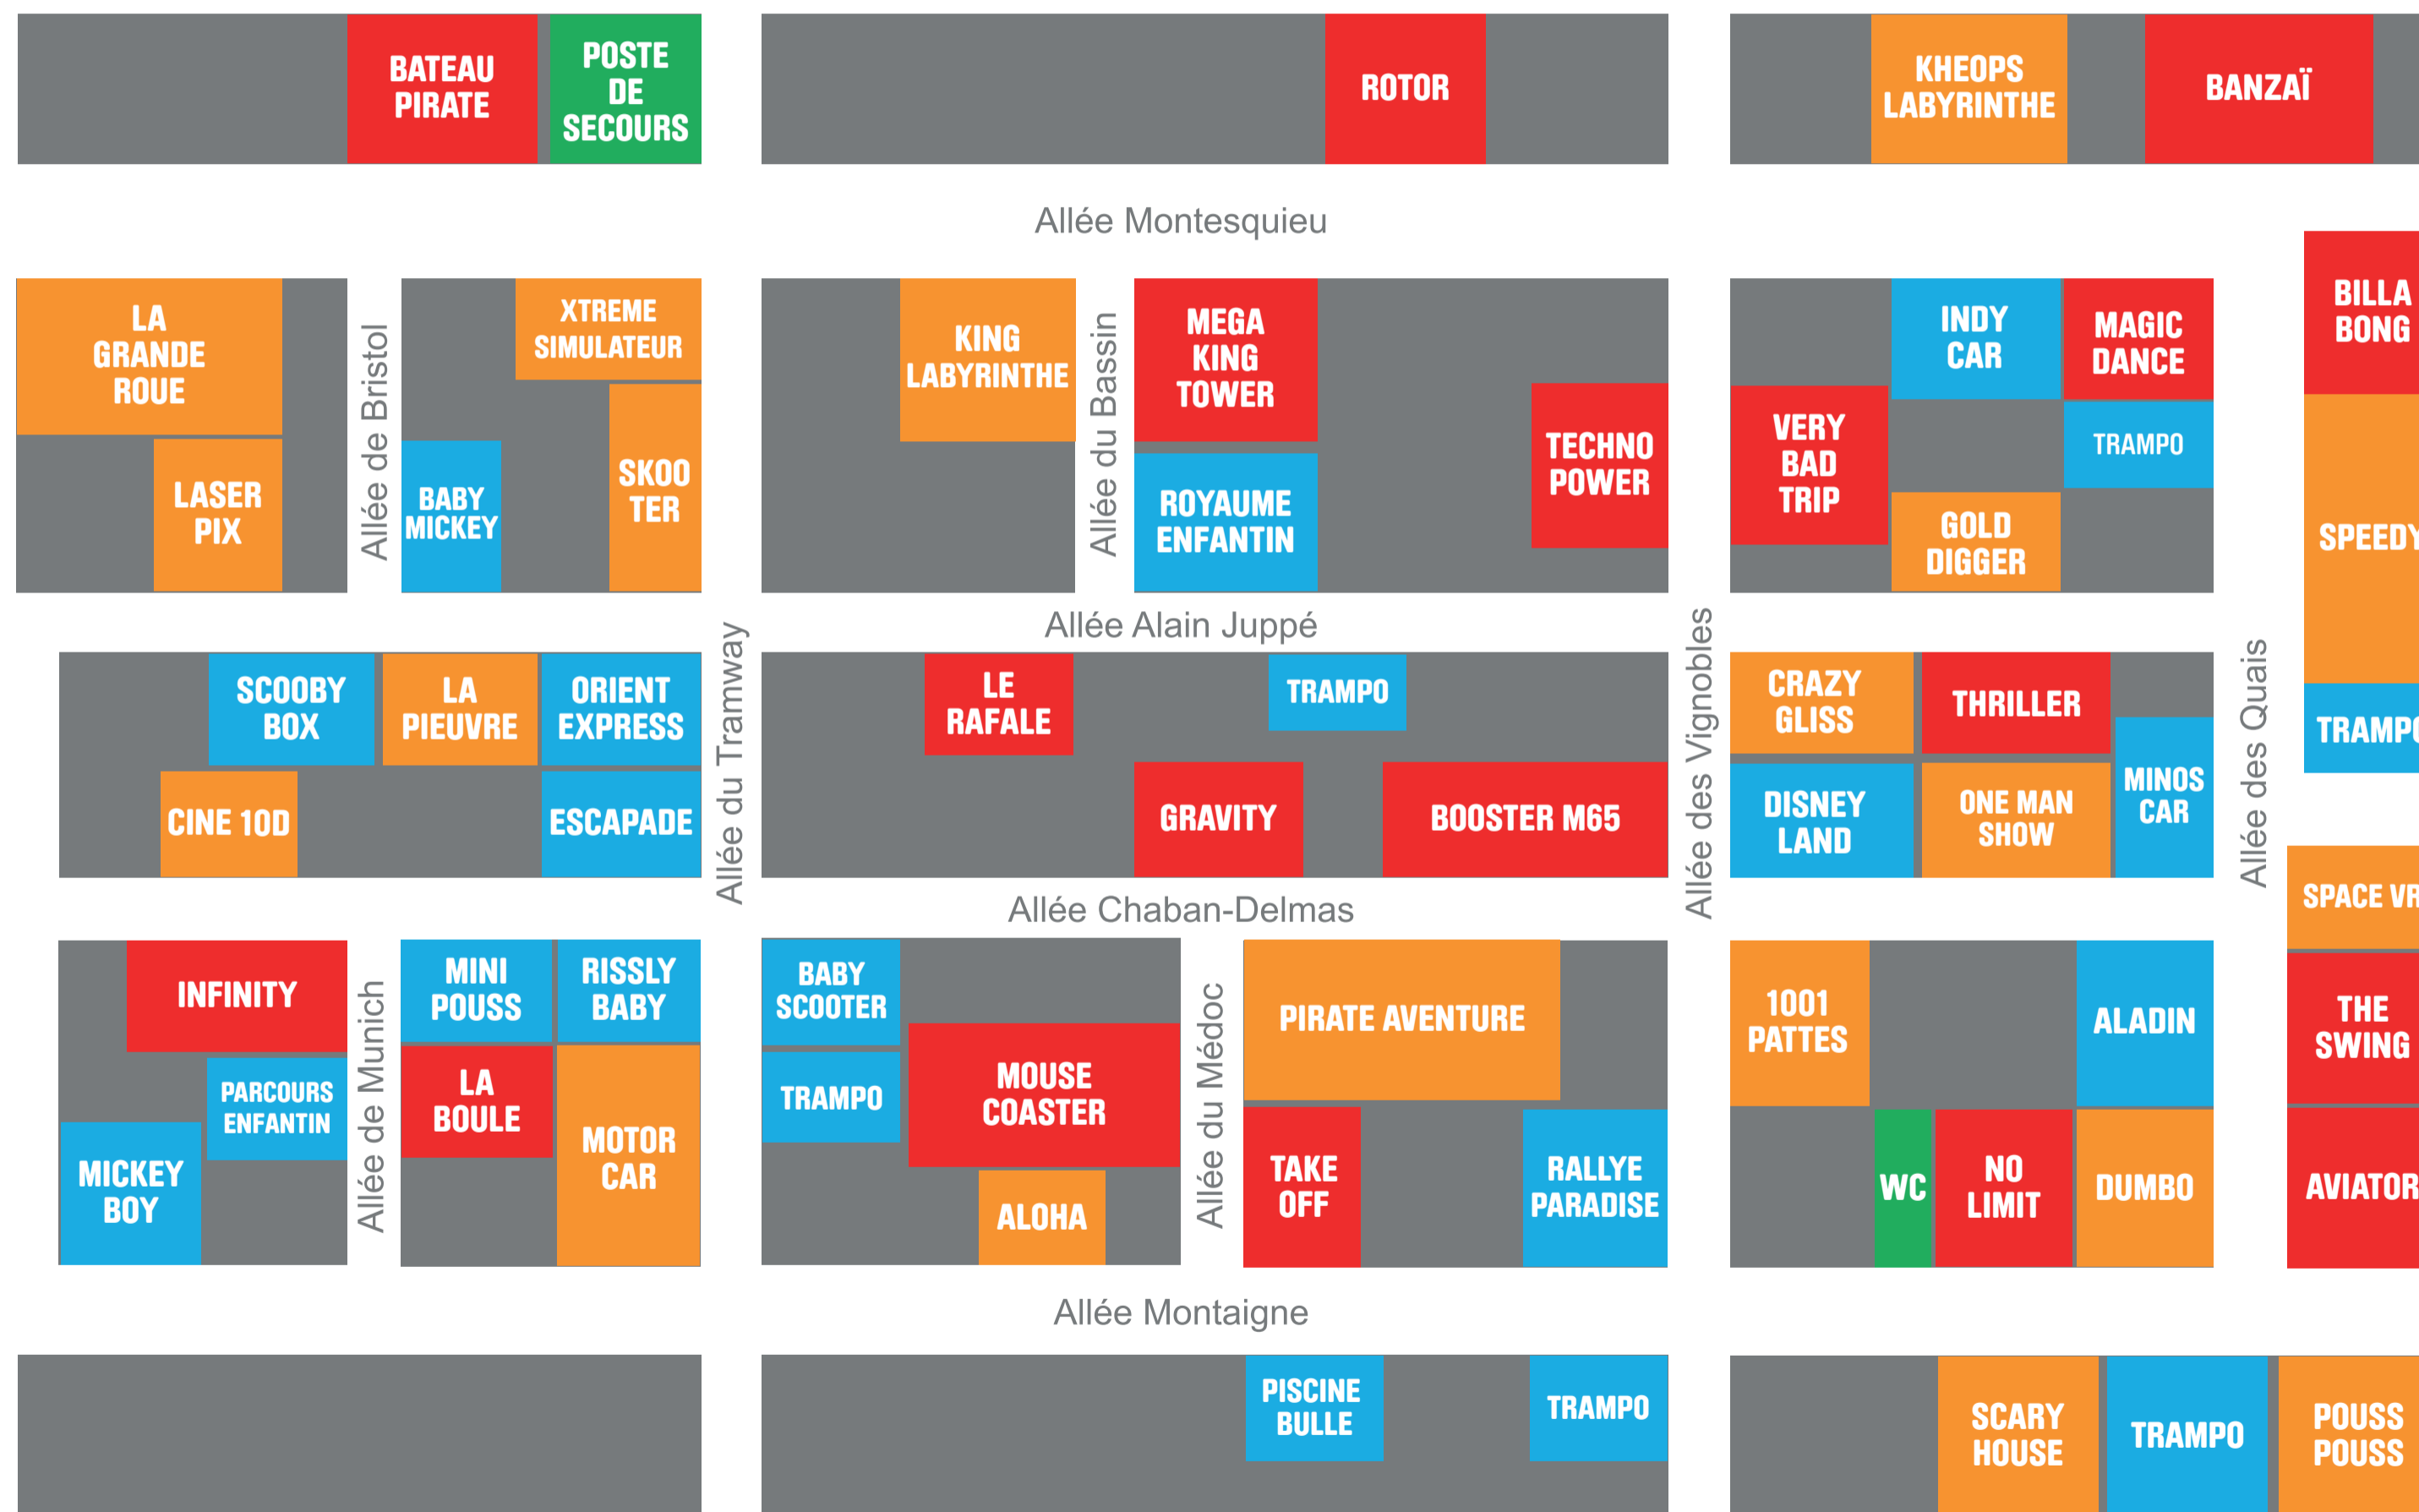 BATEAU
PIRATE
POSTE
DE
SECOURS
ROTOR
KHEOPS
LABYRINTHE
BANZAÏ
Allée Montesquieu
LA
GRANDE
ROUE
LASER
PIX
Allée de Bristol
XTREME
SIMULATEUR
BABY
MICKEY
SKOO
TER
KING
LABYRINTHE
Allée du Bassin
MEGA
KING
TOWER
ROYAUME
ENFANTIN
TECHNO
POWER
VERY
BAD
TRIP
INDY
CAR
MAGIC
DANCE
TRAMPO
GOLD
DIGGER
BILLA
BONG
SPEEDY
TRAMPO
Allée Alain Juppé
SCOOBY
BOX
LA
PIEUVRE
ORIENT
EXPRESS
CINE 10D
ESCAPADE
Allée du Tramway
LE
RAFALE
TRAMPO
GRAVITY
BOOSTER M65
Allée des Vignobles
CRAZY
GLISS
THRILLER
DISNEY
LAND
ONE MAN
SHOW
MINOS
CAR
Allée des Quais
Allée Chaban-Delmas
INFINITY
PARCOURS
ENFANTIN
MICKEY
BOY
Allée de Munich
MINI
POUSS
RISSLY
BABY
LA
BOULE
MOTOR
CAR
BABY
SCOOTER
TRAMPO
MOUSE
COASTER
ALOHA
Allée du Médoc
PIRATE AVENTURE
TAKE
OFF
RALLYE
PARADISE
1001
PATTES
ALADIN
WC
NO
LIMIT
DUMBO
SPACE VR
THE
SWING
AVIATOR
Allée Montaigne
PISCINE
BULLE
TRAMPO
SCARY
HOUSE
TRAMPO
POUSS
POUSS